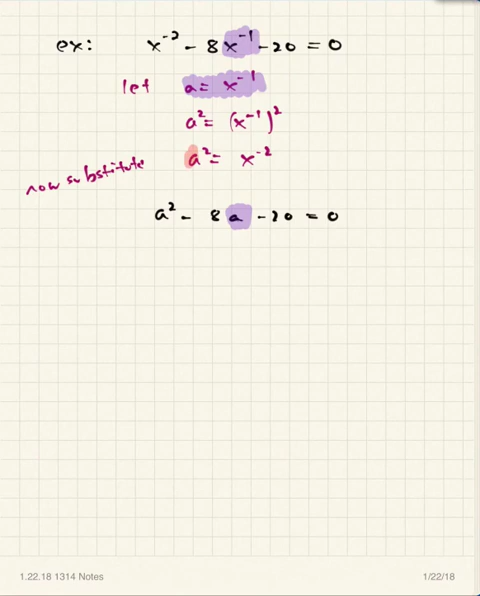 ex: x⁻² - 8x⁻¹ - 20 = 0
let a = x⁻¹
a² = (x⁻¹)²
a² = x⁻²
now substitute
a² - 8a - 20 = 0
1.22.18 1314 Notes 1/22/18